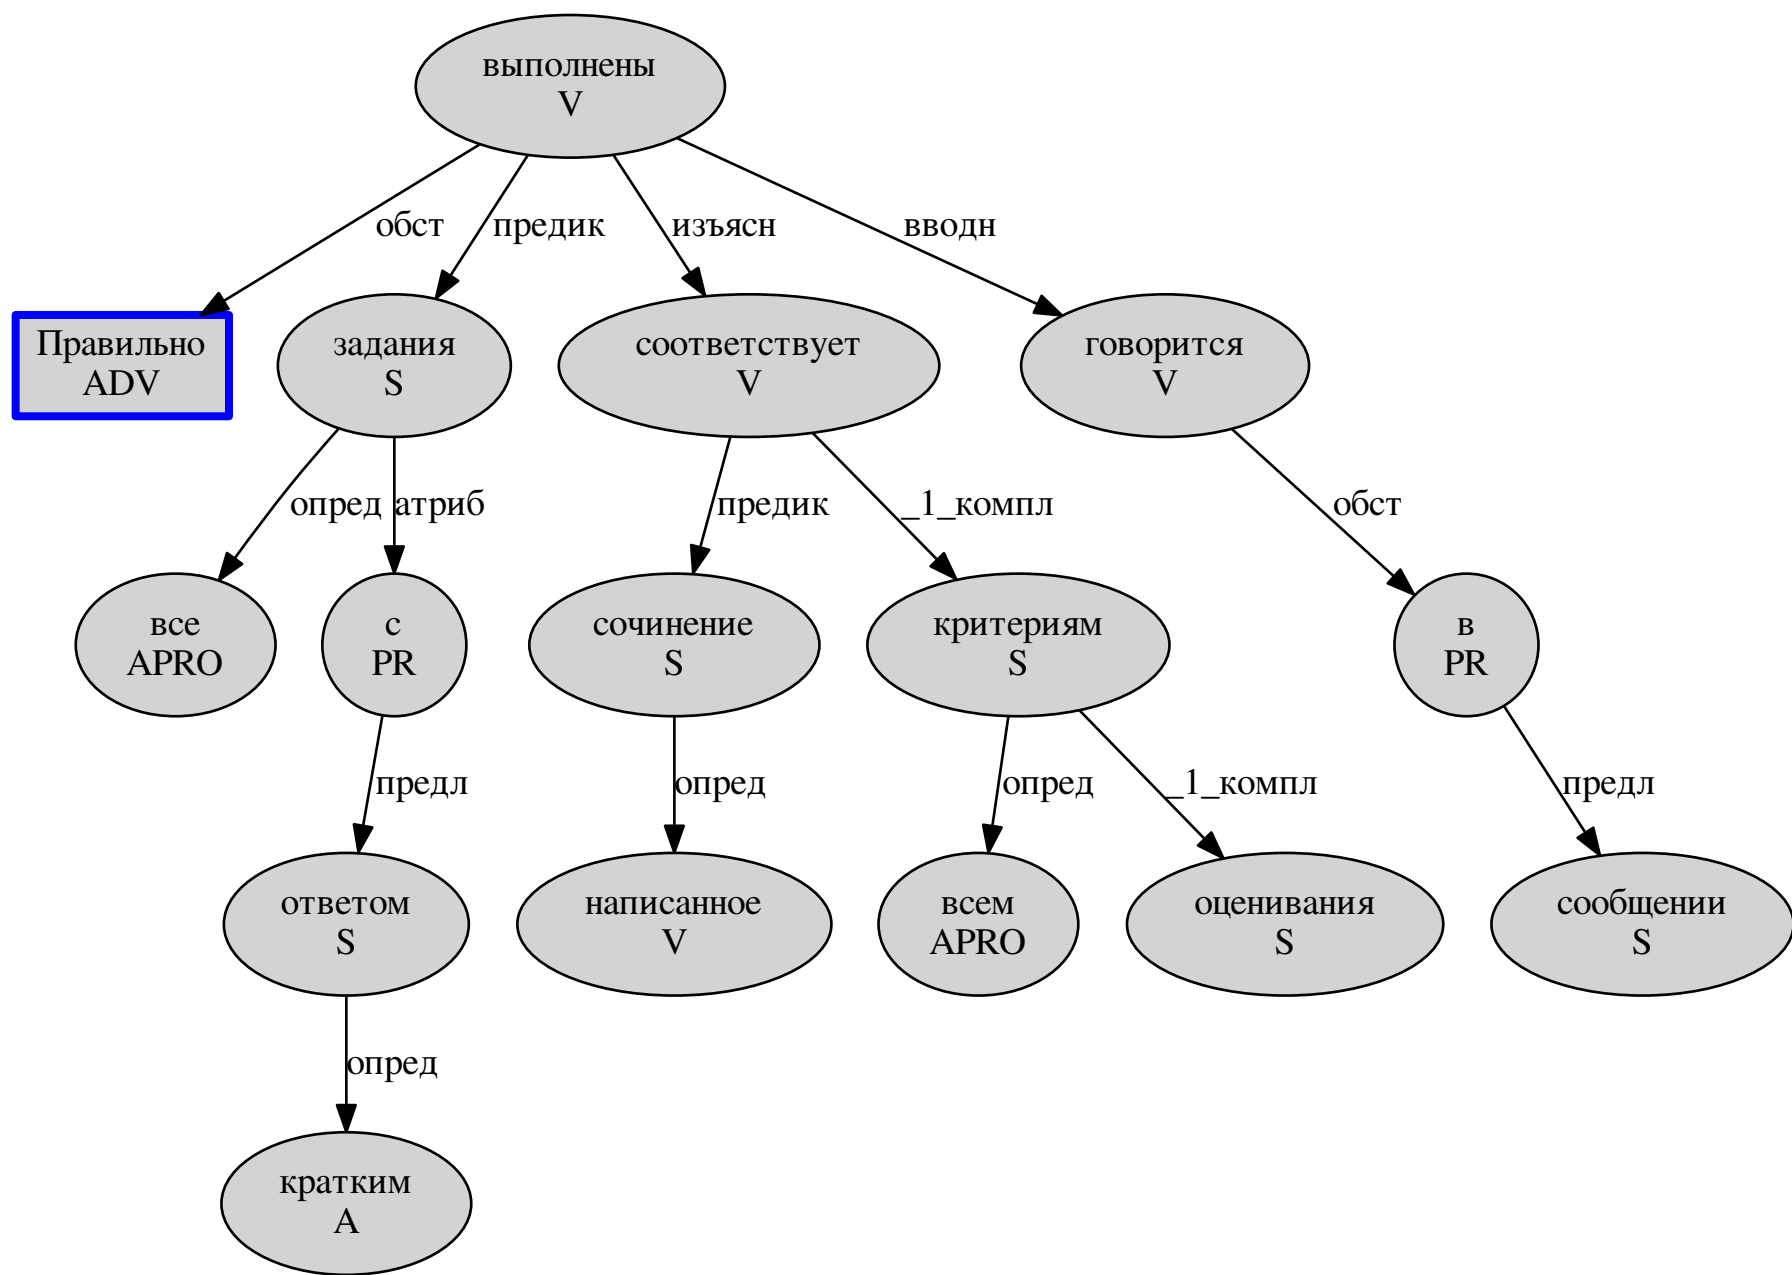 выполнены
V
обст
предик
изъясн
вводн
Правильно
ADV
задания
S
соответствует
V
говорится
V
опред
атриб
предик
_1_компл
обст
все
APRO
с
PR
сочинение
S
критериям
S
в
PR
предл
опред
опред
_1_компл
предл
ответом
S
написанное
V
всем
APRO
оценивания
S
сообщении
S
опред
кратким
A